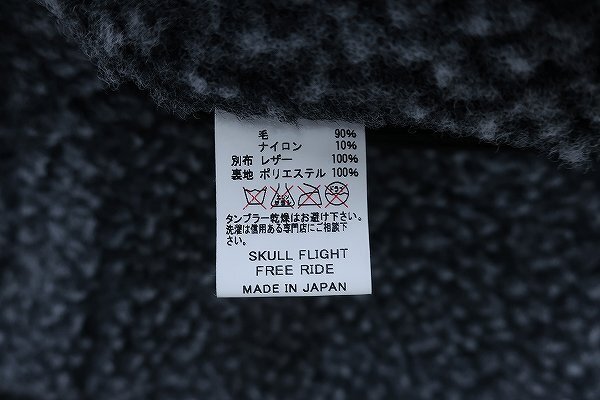 毛 90%
ナイロン 10%
別布 レザー 100%
裏地 ポリエステル 100%
タンブラー乾燥はお避け下さい。
洗濯は信用ある専門店にご相談下
さい。
SKULL FLIGHT
FREE RIDE
MADE IN JAPAN